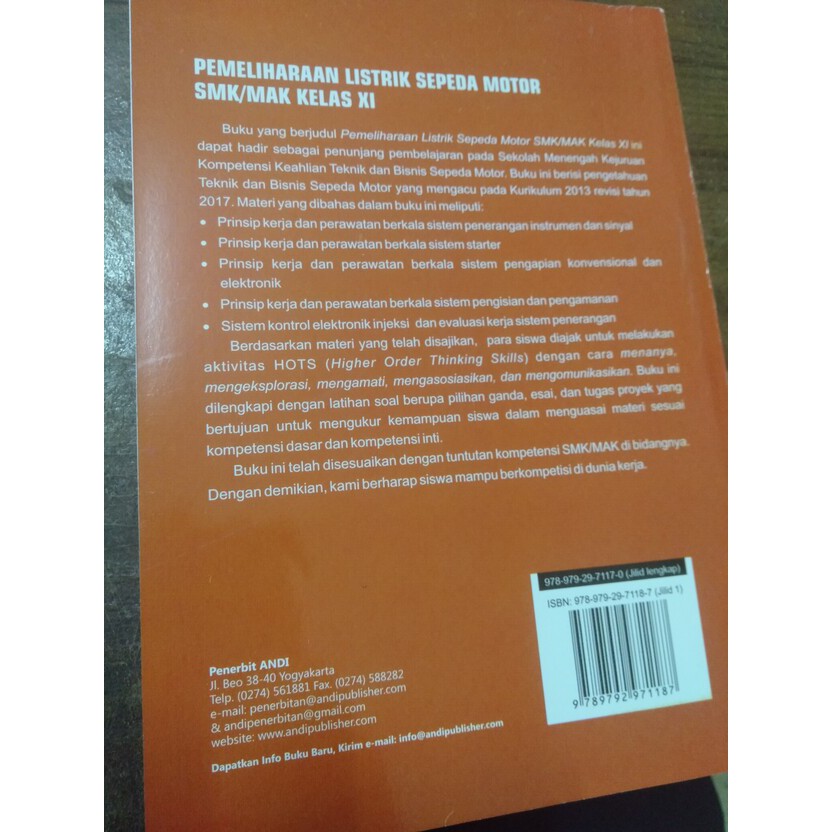 PEMELIHARAAN LISTRIK SEPEDA MOTOR
SMK/MAK KELAS XI
Buku yang berjudul Pemeliharaan Listrik Sepeda Motor SMK/MAK Kelas XI ini
dapat hadir sebagai penunjang pembelajaran pada Sekolah Menengah Kejuruan
Kompetensi Keahlian Teknik dan Bisnis Sepeda Motor. Buku ini berisi pengetahuan
Teknik dan Bisnis Sepeda Motor yang mengacu pada Kurikulum 2013 revisi tahun
2017. Materi yang dibahas dalam buku ini meliputi:
• Prinsip kerja dan perawatan berkala sistem penerangan instrumen dan sinyal
• Prinsip kerja dan perawatan berkala sistem starter
• Prinsip kerja dan perawatan berkala sistem pengapian konvensional dan
elektronik
• Prinsip kerja dan perawatan berkala sistem pengisian dan pengamanan
• Sistem kontrol elektronik injeksi dan evaluasi kerja sistem penerangan
Berdasarkan materi yang telah disajikan, para siswa diajak untuk melakukan
aktivitas HOTS (Higher Order Thinking Skills) dengan cara menanya,
mengeksplorasi, mengamati, mengasosiasikan, dan mengomunikasikan. Buku ini
dilengkapi dengan latihan soal berupa pilihan ganda, esai, dan tugas proyek yang
bertujuan untuk mengukur kemampuan siswa dalam menguasai materi sesuai
kompetensi dasar dan kompetensi inti.
Buku ini telah disesuaikan dengan tuntutan kompetensi SMK/MAK di bidangnya.
Dengan demikian, kami berharap siswa mampu berkompetisi di dunia kerja.
978-979-29-7117-0 (Jilid lengkap)
ISBN: 978-979-29-7118-7 (Jilid 1)
9 789792 971187
Penerbit ANDI
Jl. Beo 38-40 Yogyakarta
Telp. (0274) 561881 Fax. (0274) 588282
e-mail: penerbitan@andipublisher.com
& andipenerbitan@gmail.com
website: www.andipublisher.com
Dapatkan Info Buku Baru, Kirim e-mail: info@andipublisher.com